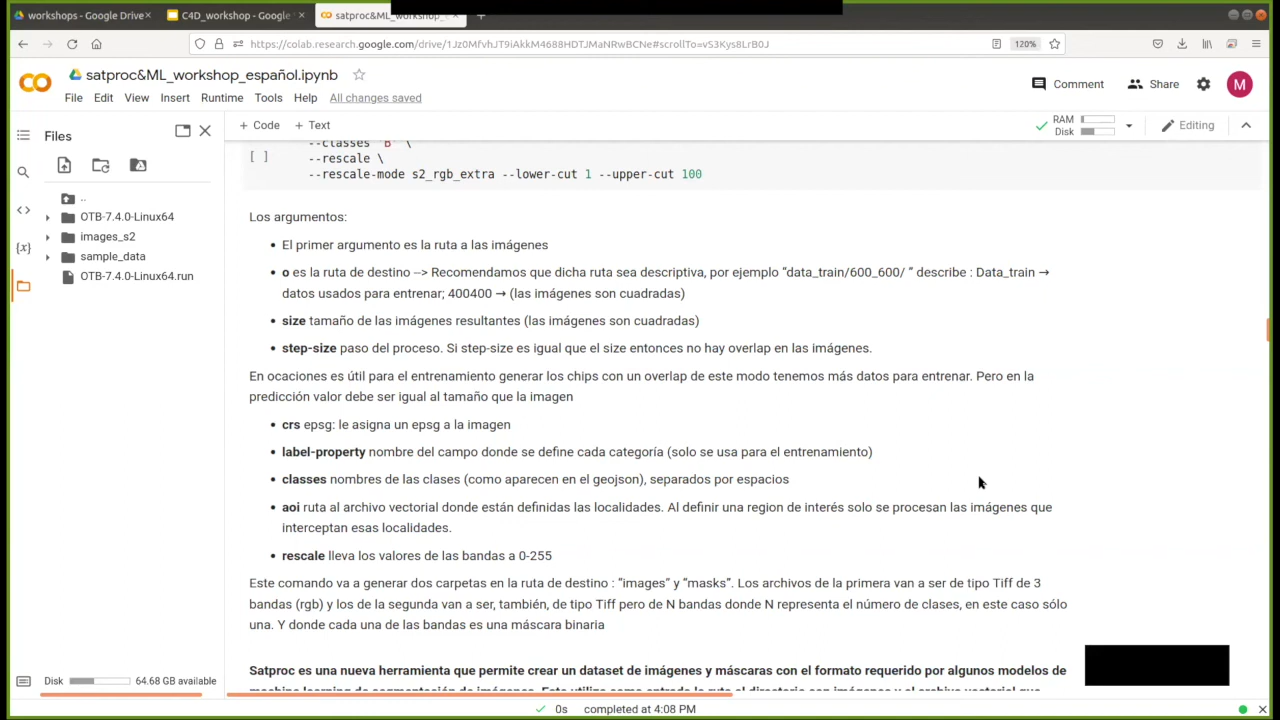 workshops - Google Drive
C4D_workshop - Google
satproc&ML_workshop_
https://colab.research.google.com/drive/1Jz0MfvhJT9iAkkM4688HDTJMaNRwBCNe#scrollTo=vS3Kys8LrB0J
120%
satproc&ML_workshop_español.ipynb
Comment
Share
M
File Edit View Insert Runtime Tools Help All changes saved
Files
+ Code + Text
RAM
Disk
Editing
--classes 'B' \
[ ] --rescale \
--rescale-mode s2_rgb_extra --lower-cut 1 --upper-cut 100
..
OTB-7.4.0-Linux64
images_s2
sample_data
OTB-7.4.0-Linux64.run
Los argumentos:
• El primer argumento es la ruta a las imágenes
• o es la ruta de destino --> Recomendamos que dicha ruta sea descriptiva, por ejemplo “data_train/600_600/ ” describe : Data_train →
datos usados para entrenar; 400400 → (las imágenes son cuadradas)
• size tamaño de las imágenes resultantes (las imágenes son cuadradas)
• step-size paso del proceso. Si step-size es igual que el size entonces no hay overlap en las imágenes.
En ocaciones es útil para el entrenamiento generar los chips con un overlap de este modo tenemos más datos para entrenar. Pero en la
predicción valor debe ser igual al tamaño que la imagen
• crs epsg: le asigna un epsg a la imagen
• label-property nombre del campo donde se define cada categoría (solo se usa para el entrenamiento)
• classes nombres de las clases (como aparecen en el geojson), separados por espacios
• aoi ruta al archivo vectorial donde están definidas las localidades. Al definir una region de interés solo se procesan las imágenes que
interceptan esas localidades.
• rescale lleva los valores de las bandas a 0-255
Este comando va a generar dos carpetas en la ruta de destino : “images” y “masks”. Los archivos de la primera van a ser de tipo Tiff de 3
bandas (rgb) y los de la segunda van a ser, también, de tipo Tiff pero de N bandas donde N representa el número de clases, en este caso sólo
una. Y donde cada una de las bandas es una máscara binaria
Satproc es una nueva herramienta que permite crear un dataset de imágenes y máscaras con el formato requerido por algunos modelos de
Disk 64.68 GB available
0s completed at 4:08 PM